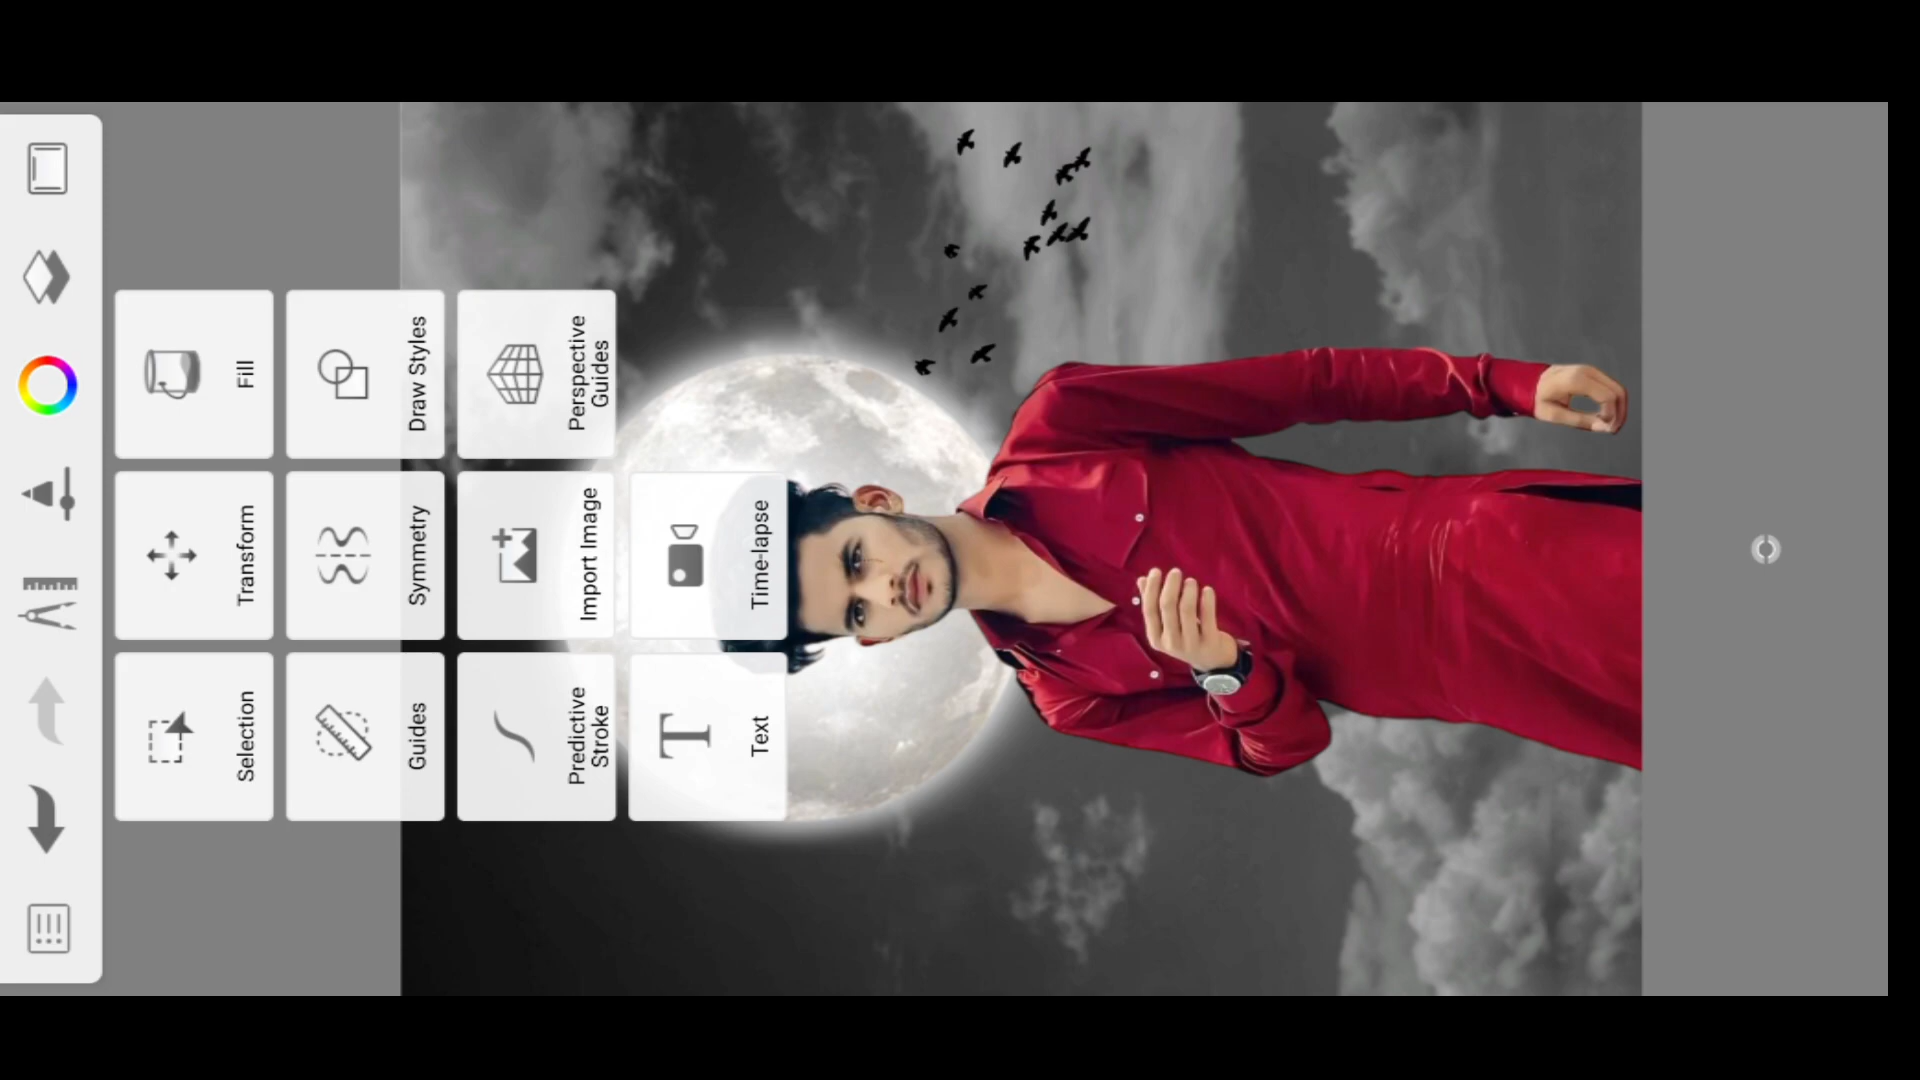 Selection
Transform
Fill
Guides
Symmetry
Draw Styles
Predictive
Stroke
Import Image
Perspective
Guides
Text
Time-lapse